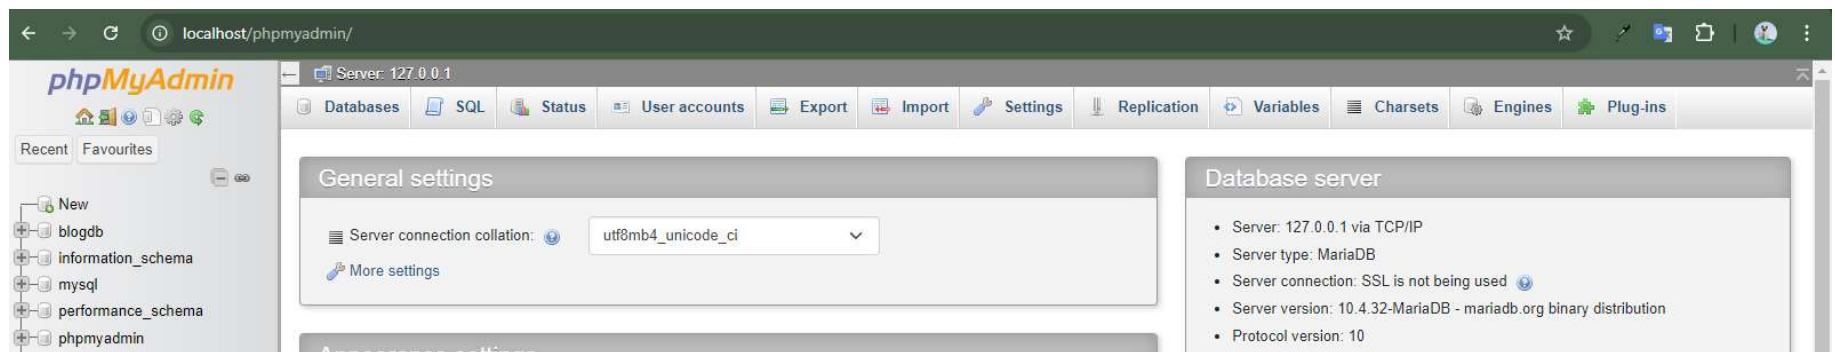 localhost/phpmyadmin/
phpMyAdmin
Recent Favourites
New
blogdb
information_schema
mysql
performance_schema
phpmyadmin
Server: 127.0.0.1
Databases SQL Status User accounts Export Import Settings Replication Variables Charsets Engines Plug-ins
General settings
Server connection collation: utf8mb4_unicode_ci
More settings
Appearance settings
Database server
Server: 127.0.0.1 via TCP/IP
Server type: MariaDB
Server connection: SSL is not being used
Server version: 10.4.32-MariaDB - mariadb.org binary distribution
Protocol version: 10